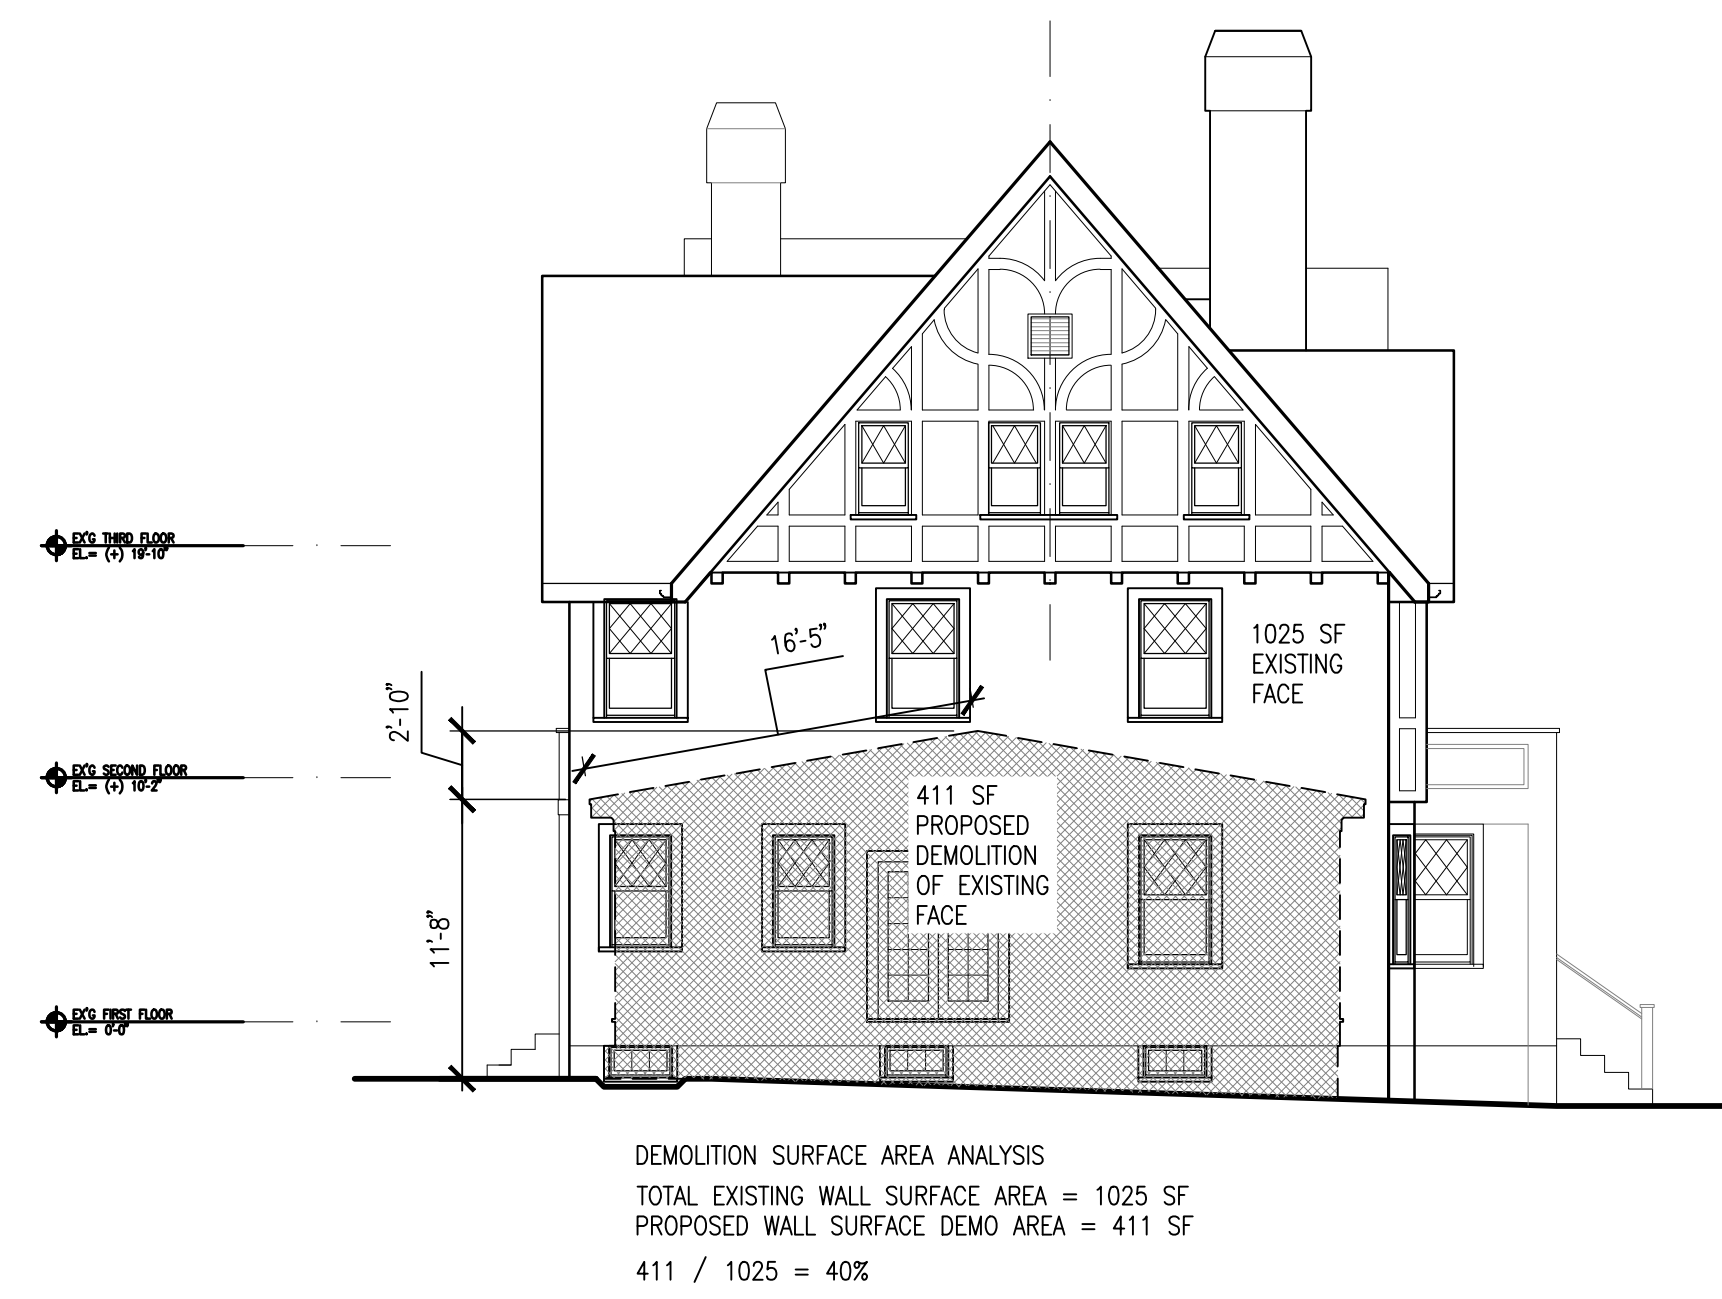 EX'G THIRD FLOOR
EL.= (+) 19'-10"
16'-5"
1025 SF
EXISTING
FACE
2'-10"
EX'G SECOND FLOOR
EL.= (+) 10'-2"
411 SF
PROPOSED
DEMOLITION
OF EXISTING
FACE
11'-8"
EX'G FIRST FLOOR
EL.= 0'-0"
DEMOLITION SURFACE AREA ANALYSIS
TOTAL EXISTING WALL SURFACE AREA = 1025 SF
PROPOSED WALL SURFACE DEMO AREA = 411 SF
411 / 1025 = 40%